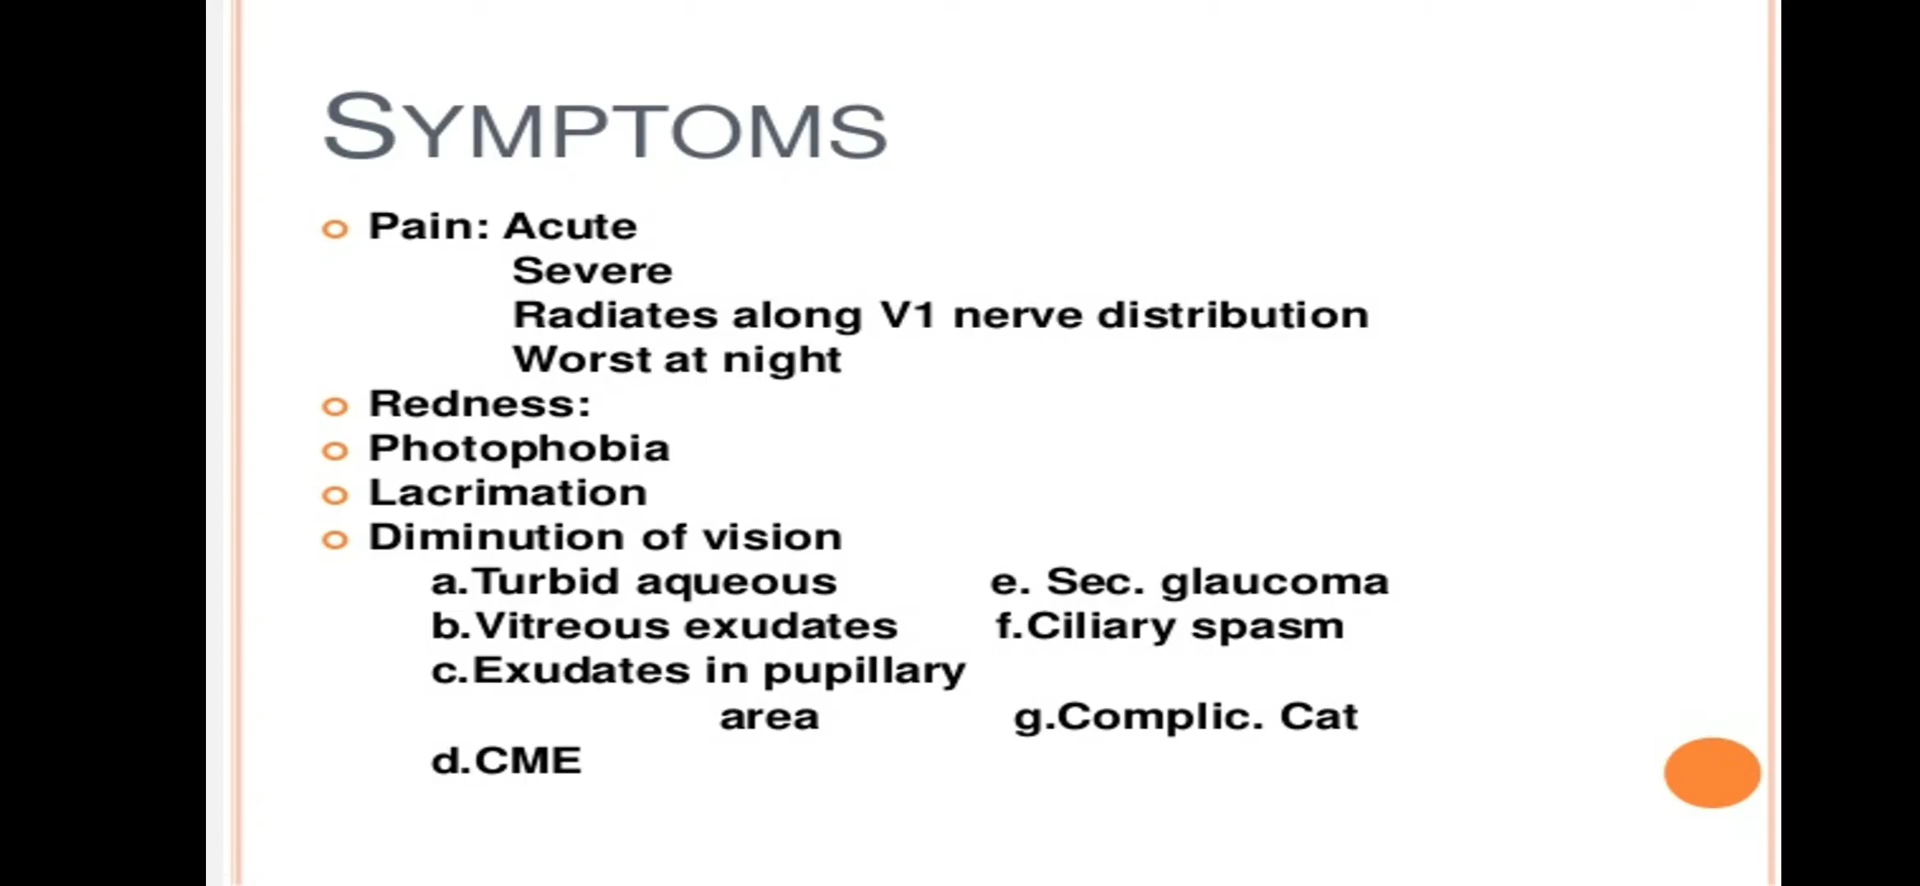 SYMPTOMS
Pain: Acute
Severe
Radiates along V1 nerve distribution
Worst at night
Redness:
Photophobia
Lacrimation
Diminution of vision
a.Turbid aqueous e. Sec. glaucoma
b.Vitreous exudates f.Ciliary spasm
c.Exudates in pupillary
area g.Complic. Cat
d.CME